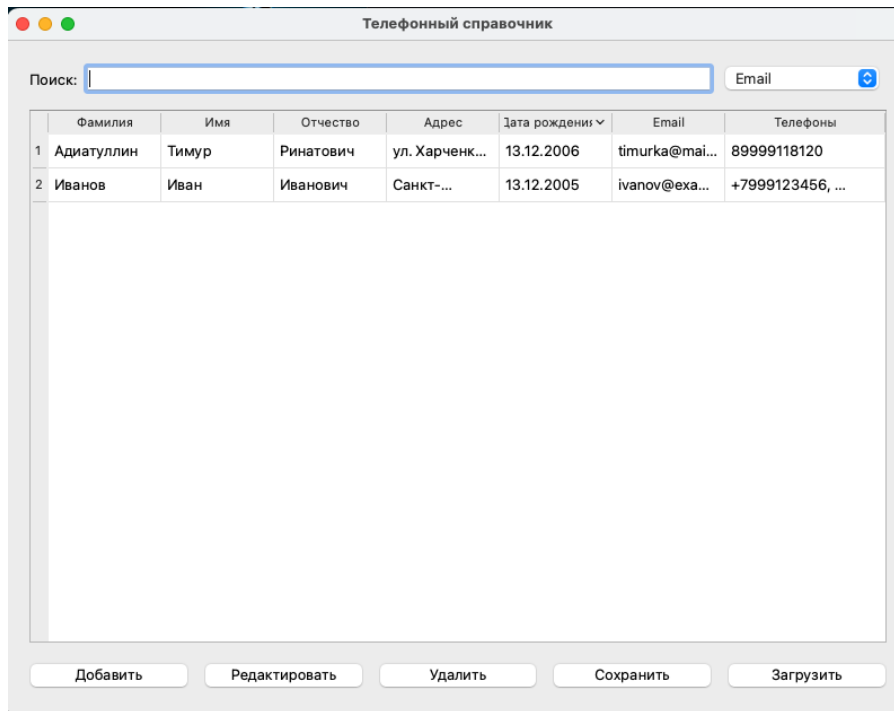 Телефонный справочник
Поиск: Email
Фамилия Имя Отчество Адрес Дата рождения Email Телефоны
1 Адиатуллин Тимур Ринатович ул. Харченк... 13.12.2006 timurka@mai... 89999118120
2 Иванов Иван Иванович Санкт-... 13.12.2005 ivanov@exa... +7999123456, ...
Добавить Редактировать Удалить Сохранить Загрузить